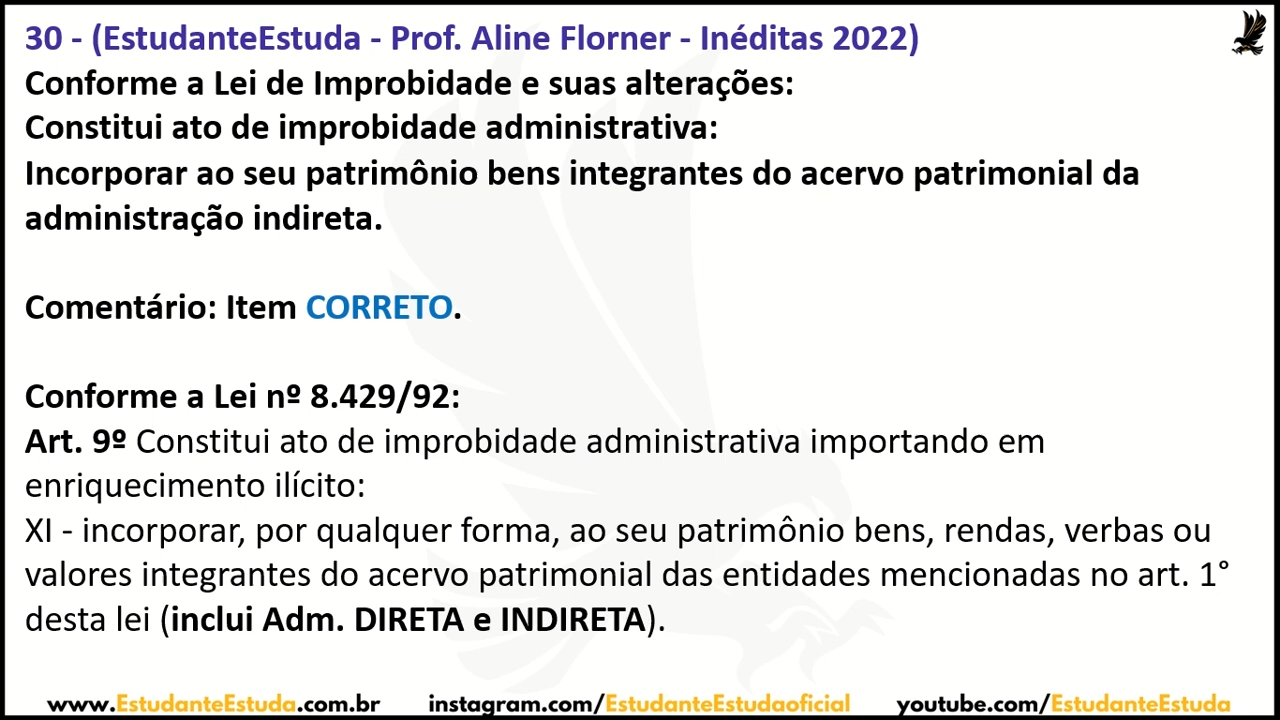 30 - (EstudanteEstuda - Prof. Aline Florner - Inéditas 2022)
Conforme a Lei de Improbidade e suas alterações:
Constitui ato de improbidade administrativa:
Incorporar ao seu patrimônio bens integrantes do acervo patrimonial da
administração indireta.
Comentário: Item CORRETO.
Conforme a Lei nº 8.429/92:
Art. 9º Constitui ato de improbidade administrativa importando em
enriquecimento ilícito:
XI - incorporar, por qualquer forma, ao seu patrimônio bens, rendas, verbas ou
valores integrantes do acervo patrimonial das entidades mencionadas no art. 1°
desta lei (inclui Adm. DIRETA e INDIRETA).
www.EstudanteEstuda.com.br instagram.com/EstudanteEstudaoficial youtube.com/EstudanteEstuda